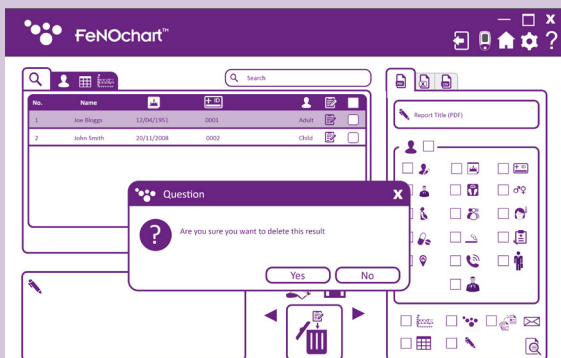 FeNOchart™
Search
No. Name + ID
1 Joe Bloggs 12/04/1951 0001 Adult
2 John Smith 20/11/2008 0002 Child
Report Title (PDF)
Question
Are you sure you want to delete this result
Yes No